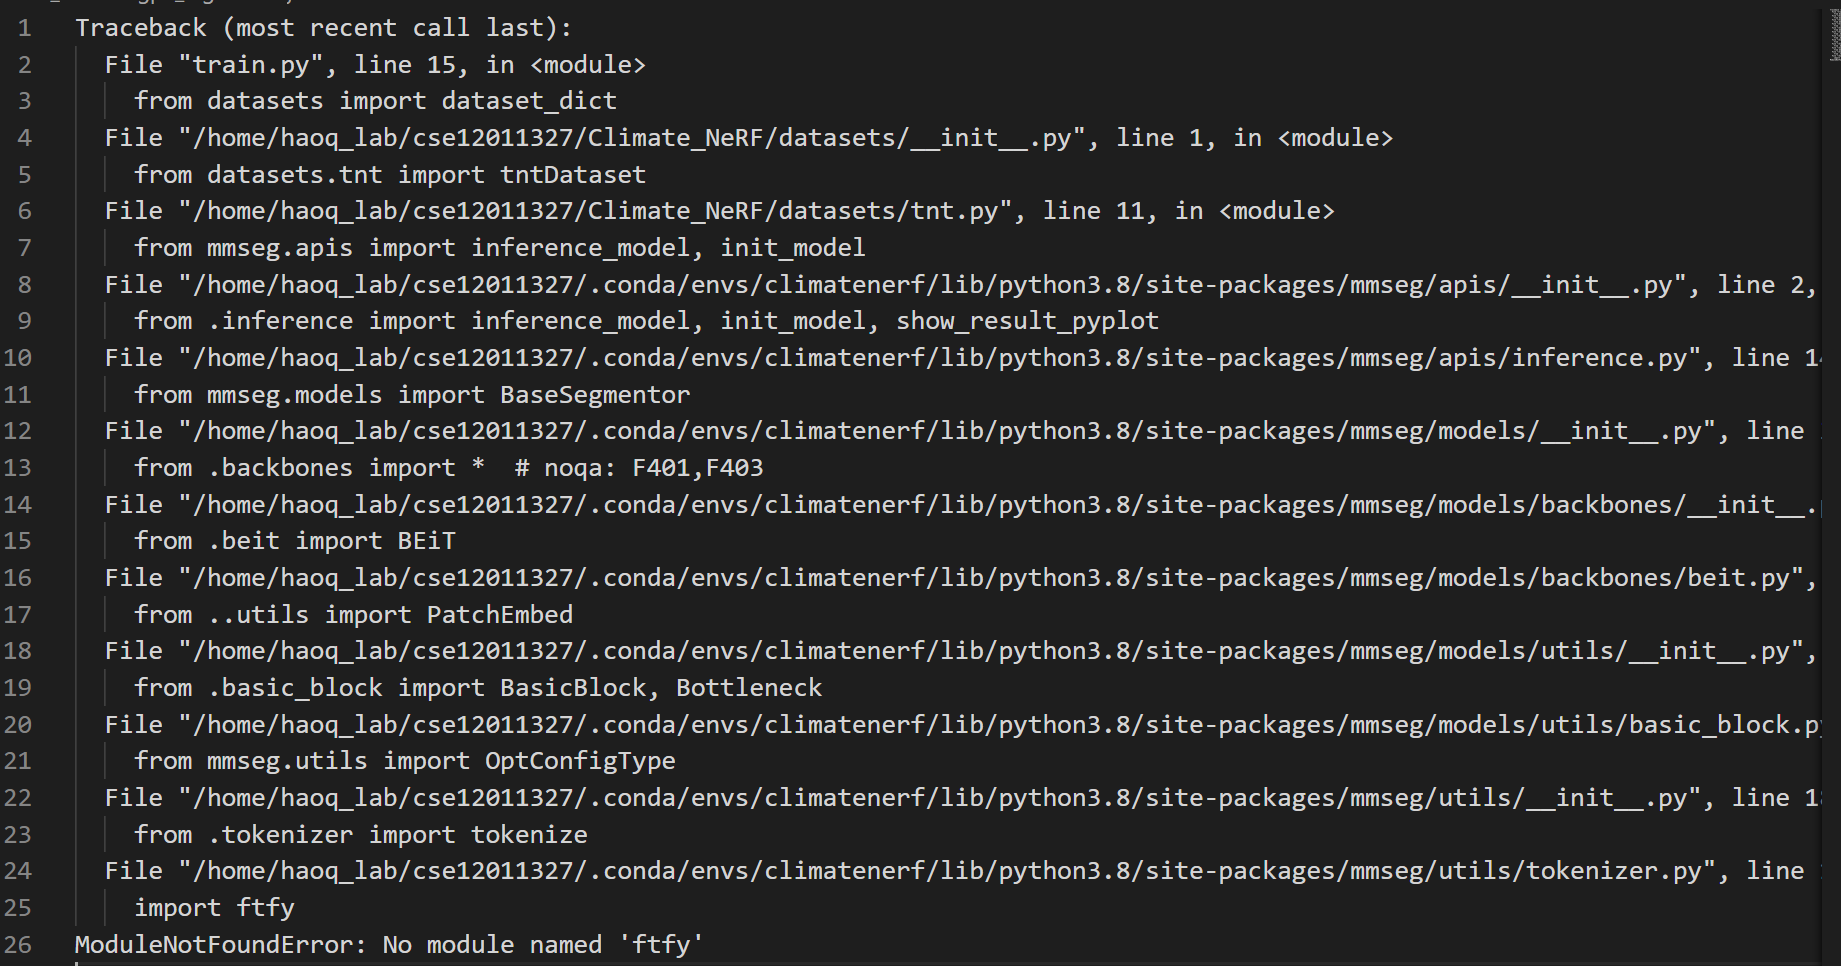 1 Traceback (most recent call last):
2 File "train.py", line 15, in <module>
3 from datasets import dataset_dict
4 File "/home/haoq_lab/cse12011327/Climate_NeRF/datasets/__init__.py", line 1, in <module>
5 from datasets.tnt import tntDataset
6 File "/home/haoq_lab/cse12011327/Climate_NeRF/datasets/tnt.py", line 11, in <module>
7 from mmseg.apis import inference_model, init_model
8 File "/home/haoq_lab/cse12011327/.conda/envs/climatenerf/lib/python3.8/site-packages/mmseg/apis/__init__.py", line 2,
9 from .inference import inference_model, init_model, show_result_pyplot
10 File "/home/haoq_lab/cse12011327/.conda/envs/climatenerf/lib/python3.8/site-packages/mmseg/apis/inference.py", line
11 from mmseg.models import BaseSegmentor
12 File "/home/haoq_lab/cse12011327/.conda/envs/climatenerf/lib/python3.8/site-packages/mmseg/models/__init__.py", line
13 from .backbones import *  # noqa: F401,F403
14 File "/home/haoq_lab/cse12011327/.conda/envs/climatenerf/lib/python3.8/site-packages/mmseg/models/backbones/__init__.
15 from .beit import BEiT
16 File "/home/haoq_lab/cse12011327/.conda/envs/climatenerf/lib/python3.8/site-packages/mmseg/models/backbones/beit.py",
17 from ..utils import PatchEmbed
18 File "/home/haoq_lab/cse12011327/.conda/envs/climatenerf/lib/python3.8/site-packages/mmseg/models/utils/__init__.py",
19 from .basic_block import BasicBlock, Bottleneck
20 File "/home/haoq_lab/cse12011327/.conda/envs/climatenerf/lib/python3.8/site-packages/mmseg/models/utils/basic_block.py
21 from mmseg.utils import OptConfigType
22 File "/home/haoq_lab/cse12011327/.conda/envs/climatenerf/lib/python3.8/site-packages/mmseg/utils/__init__.py", line
23 from .tokenizer import tokenize
24 File "/home/haoq_lab/cse12011327/.conda/envs/climatenerf/lib/python3.8/site-packages/mmseg/utils/tokenizer.py", line
25 import ftfy
26 ModuleNotFoundError: No module named 'ftfy'